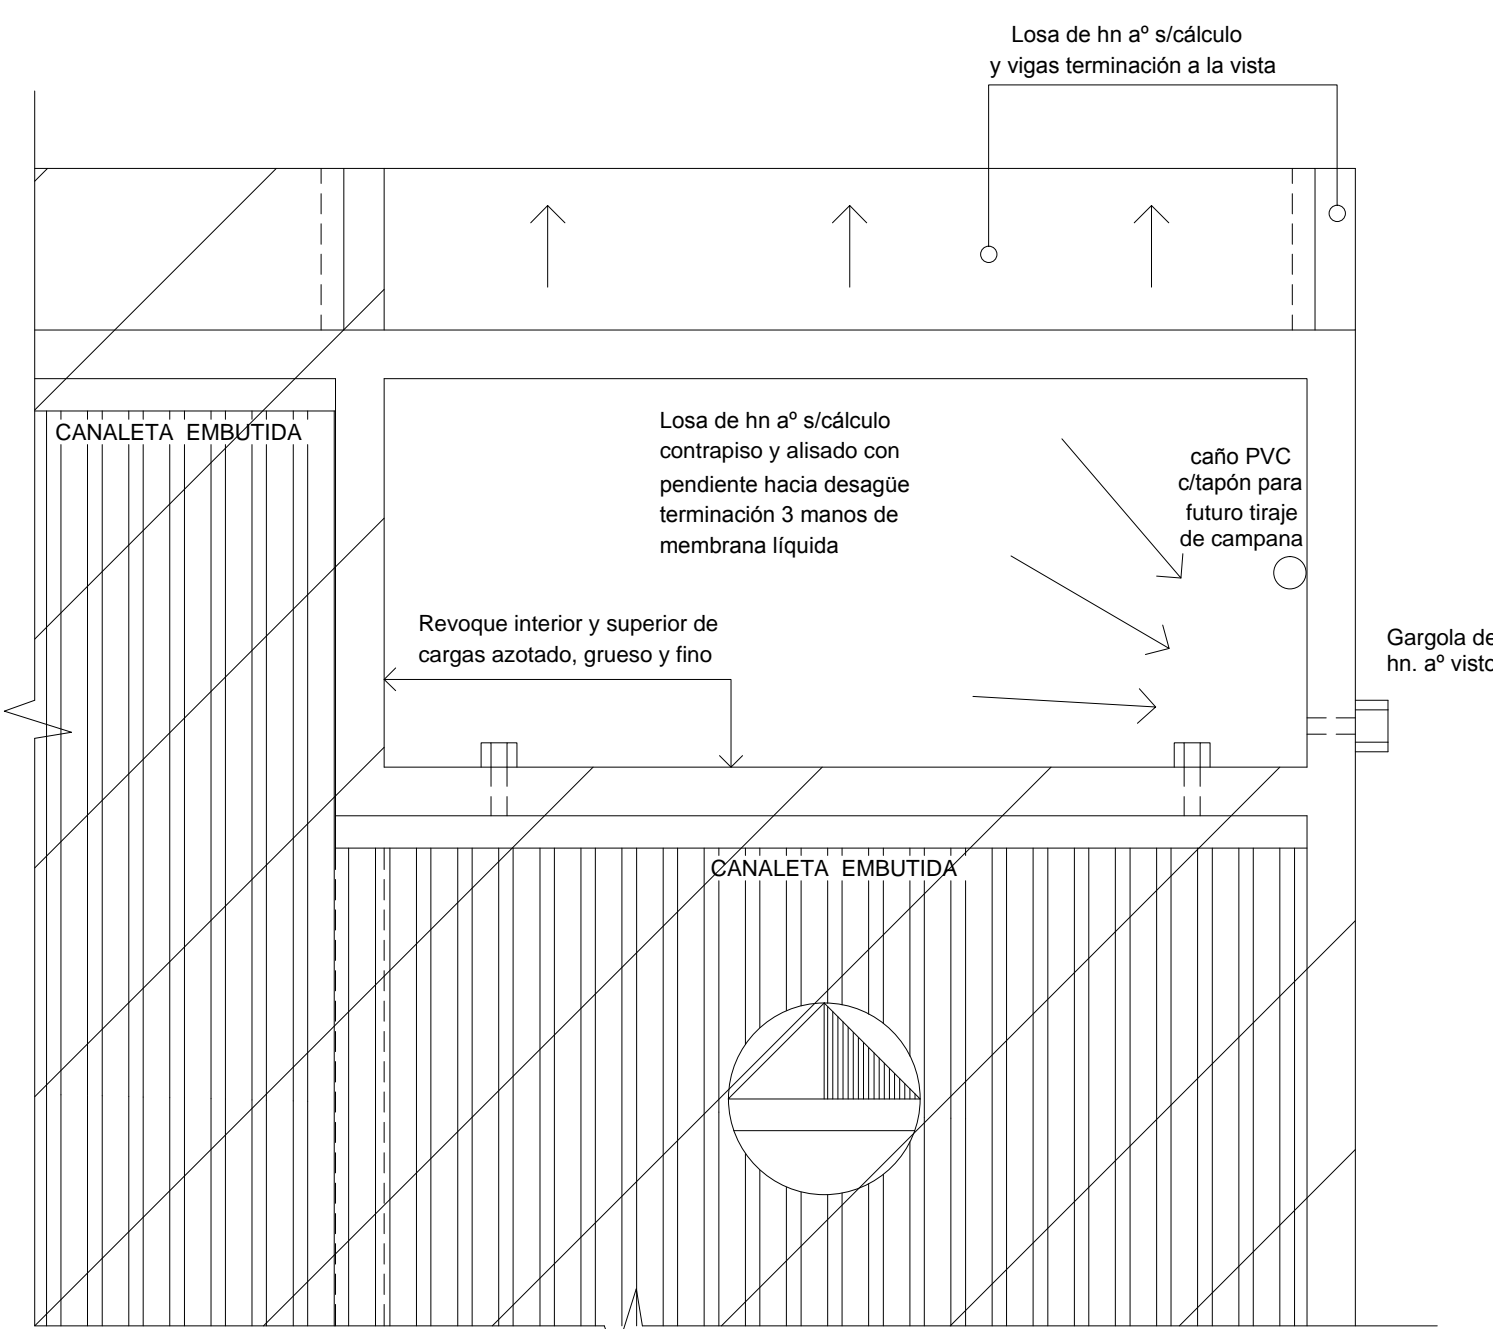 Losa de hn aº s/cálculo
y vigas terminación a la vista
CANALETA EMBUTIDA
Losa de hn aº s/cálculo
contrapiso y alisado con
pendiente hacia desagüe
terminación 3 manos de
membrana líquida
caño PVC
c/tapón para
futuro tiraje
de campana
Revoque interior y superior de
cargas azotado, grueso y fino
Gargola de
hn. aº visto
CANALETA EMBUTIDA